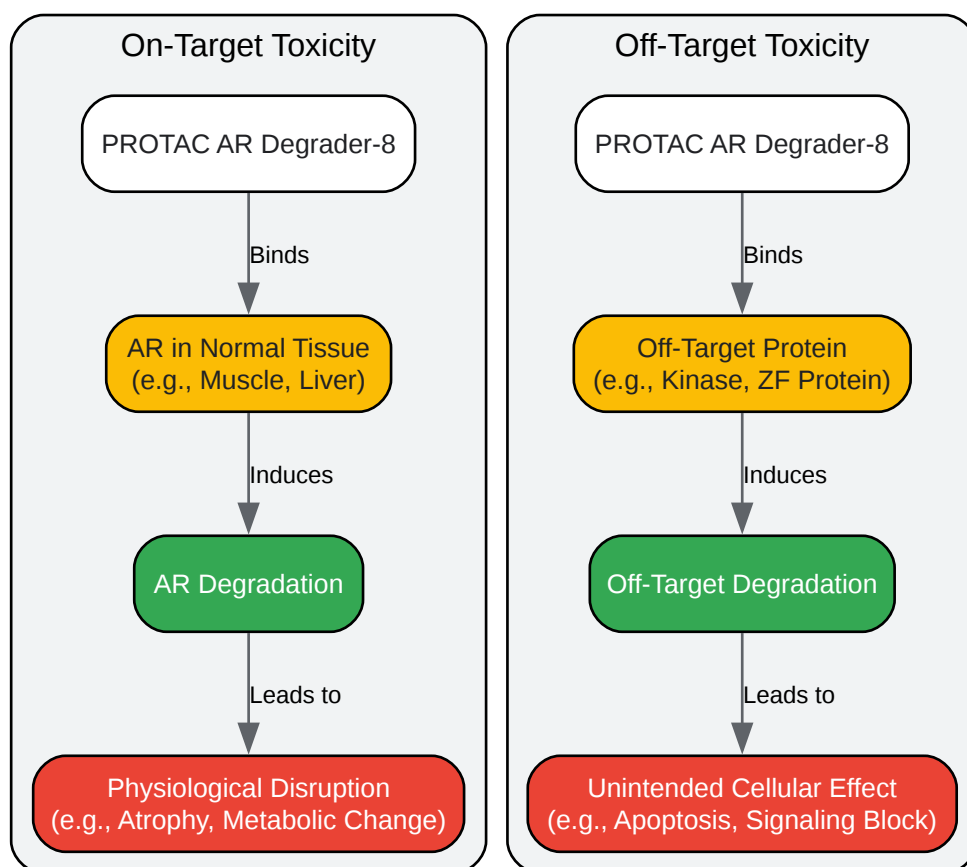 On-Target Toxicity
PROTAC AR Degrader-8
Binds
AR in Normal Tissue
(e.g., Muscle, Liver)
Induces
AR Degradation
Leads to
Physiological Disruption
(e.g., Atrophy, Metabolic Change)
Off-Target Toxicity
PROTAC AR Degrader-8
Binds
Off-Target Protein
(e.g., Kinase, ZF Protein)
Induces
Off-Target Degradation
Leads to
Unintended Cellular Effect
(e.g., Apoptosis, Signaling Block)